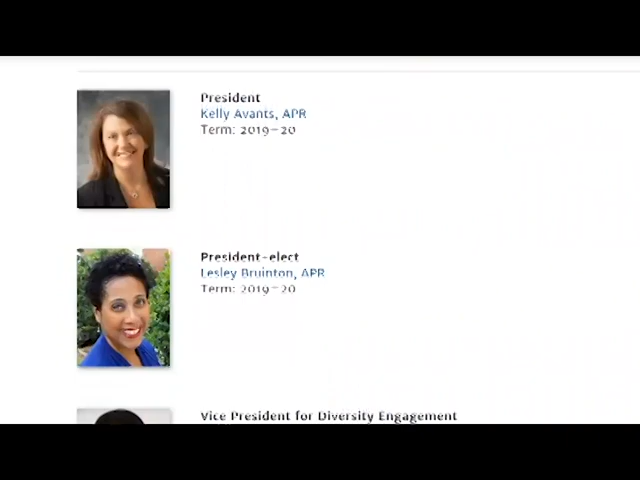 President
Kelly Avants, APR
Term: 2019–20
President-elect
Lesley Bruinton, APR
Term: 2019–20
Vice President for Diversity Engagement